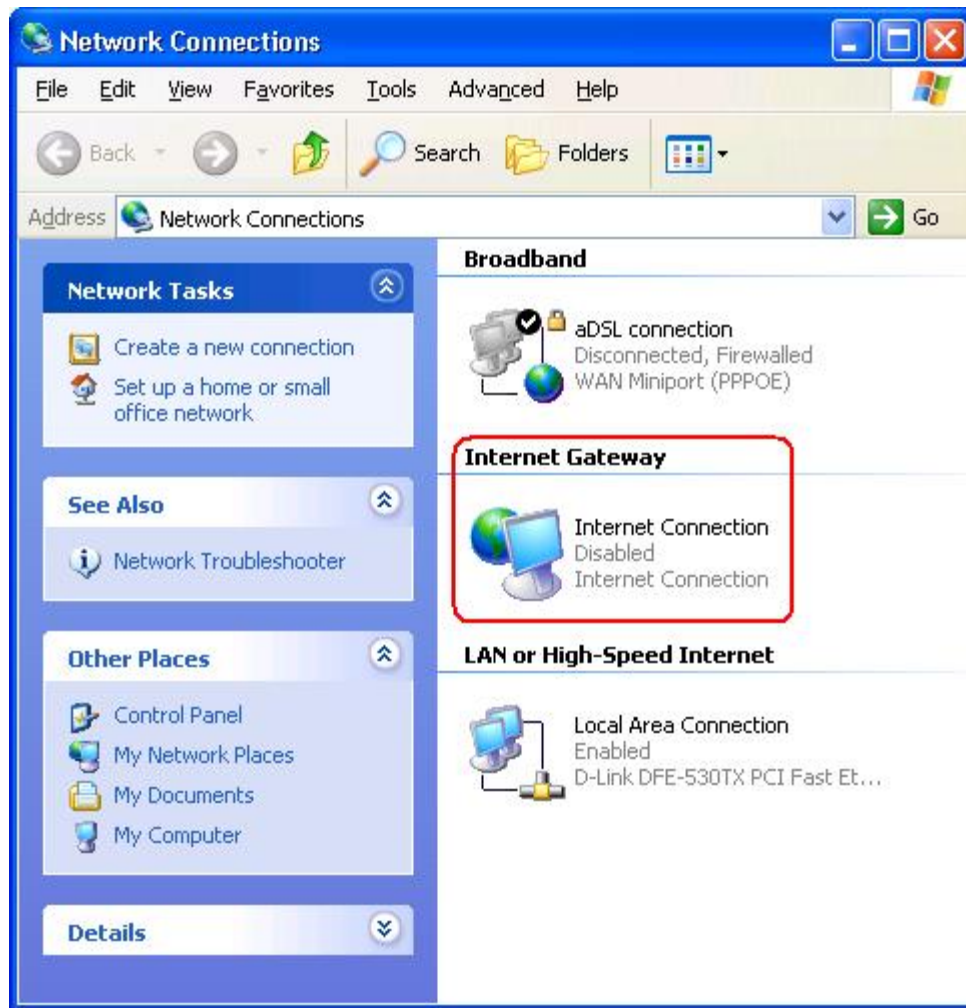 Network Connections
File Edit View Favorites Tools Advanced Help
Back Search Folders
Address Network Connections Go
Network Tasks
Create a new connection
Set up a home or small
office network
See Also
Network Troubleshooter
Other Places
Control Panel
My Network Places
My Documents
My Computer
Details
Broadband
aDSL connection
Disconnected, Firewalled
WAN Miniport (PPPOE)
Internet Gateway
Internet Connection
Disabled
Internet Connection
LAN or High-Speed Internet
Local Area Connection
Enabled
D-Link DFE-530TX PCI Fast Et...